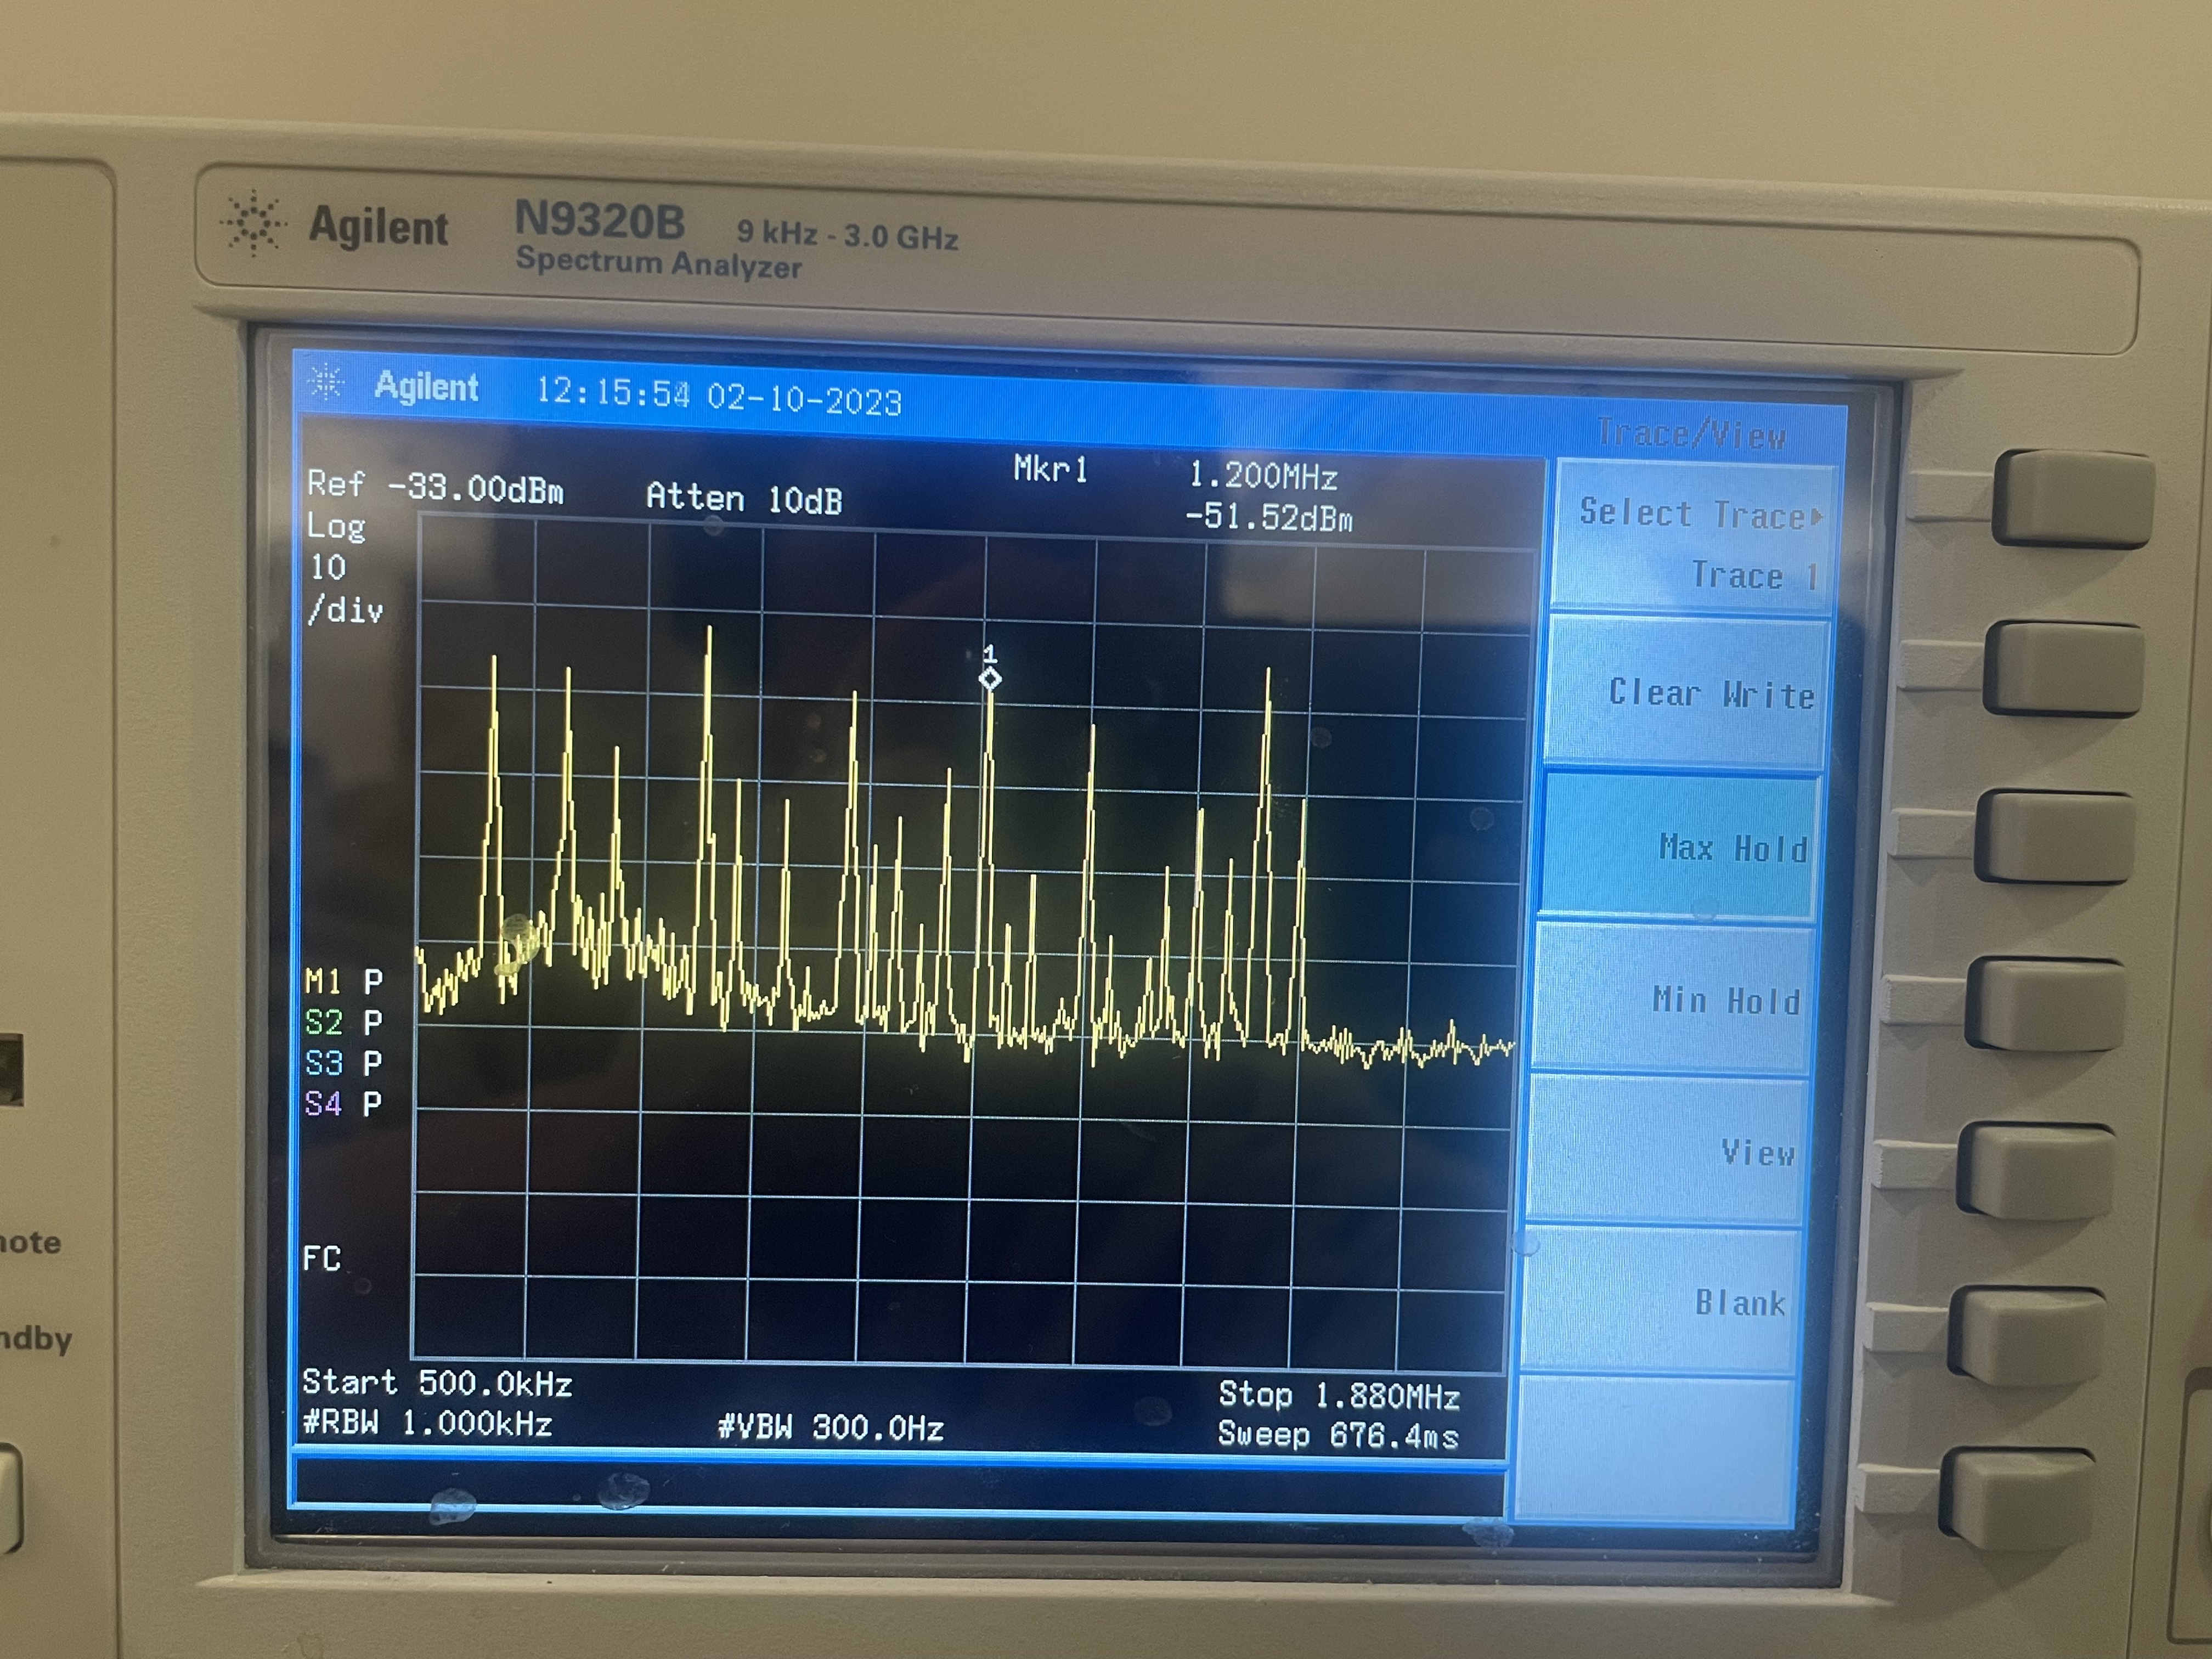 Agilent N9320B 9 kHz - 3.0 GHz
Spectrum Analyzer
Agilent 12:15:54 02-10-2023
Trace/View
Mkr1 1.200MHz
-51.52dBm
Ref -33.00dBm Atten 10dB
Log
10
/div
1
M1 P
S2 P
S3 P
S4 P
FC
Start 500.0kHz Stop 1.880MHz
#RBW 1.000kHz #VBW 300.0Hz Sweep 676.4ms
Select Trace
Trace 1
Clear Write
Max Hold
Min Hold
View
Blank